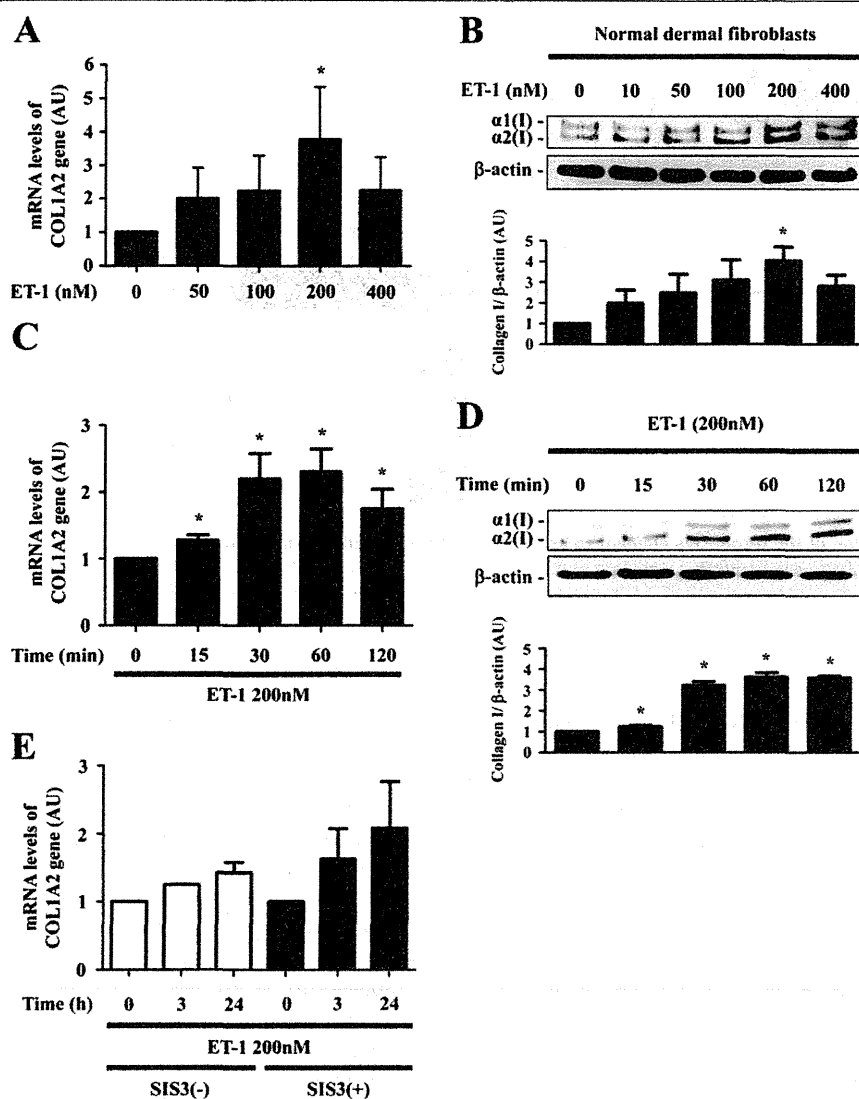 A
mRNA levels of
COL1A2 gene (AU)
6
5
4
3
2
1
0
*
ET-1 (nM) 0 50 100 200 400
B
Normal dermal fibroblasts
ET-1 (nM) 0 10 50 100 200 400
α1(I) -
α2(I) -
β-actin -
Collagen I/ β-actin (AU)
5
4
3
2
1
0
*
C
mRNA levels of
COL1A2 gene (AU)
3
2
1
0
* * * *
Time (min) 0 15 30 60 120
ET-1 200nM
D
ET-1 (200nM)
Time (min) 0 15 30 60 120
α1(I) -
α2(I) -
β-actin -
Collagen I/ β-actin (AU)
5
4
3
2
1
0
* * * *
E
mRNA levels of
COL1A2 gene (AU)
3
2
1
0
Time (h) 0 3 24 0 3 24
ET-1 200nM
SIS3(-) SIS3(+)